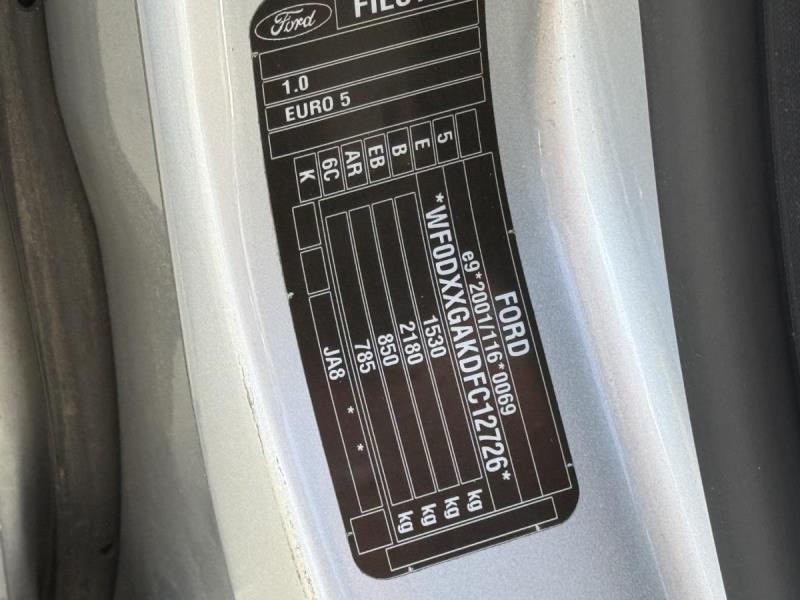 Ford
1.0
EURO 5
FORD
e9*2001/116*0069
*WF0DXXGAKDFC12726*
1530 kg
2180 kg
850 kg
785 kg
5
E
B
EB
AR
6C
K
JA8 * *